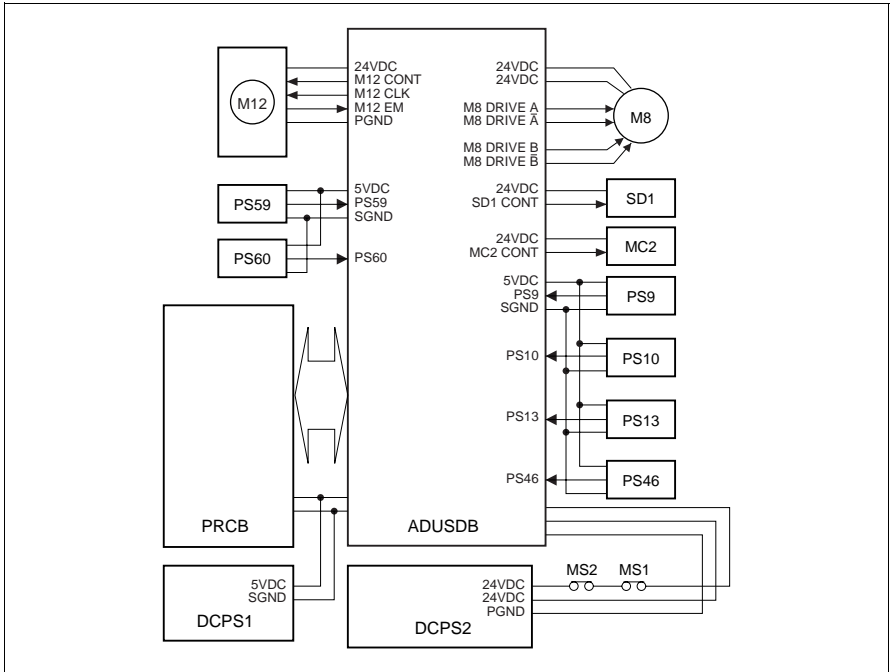 24VDC
M12 CONT
M12 CLK
M12 EM
PGND
M12
5VDC
PS59
SGND
PS59
PS60
PS60
24VDC
24VDC
M8 DRIVE A
M8 DRIVE A̅
M8 DRIVE B
M8 DRIVE B̅
M8
24VDC
SD1 CONT
SD1
24VDC
MC2 CONT
MC2
5VDC
PS9
SGND
PS9
PS10
PS10
PS13
PS13
PS46
PS46
PRCB
ADUSDB
5VDC
SGND
DCPS1
24VDC
24VDC
PGND
DCPS2
MS2
MS1